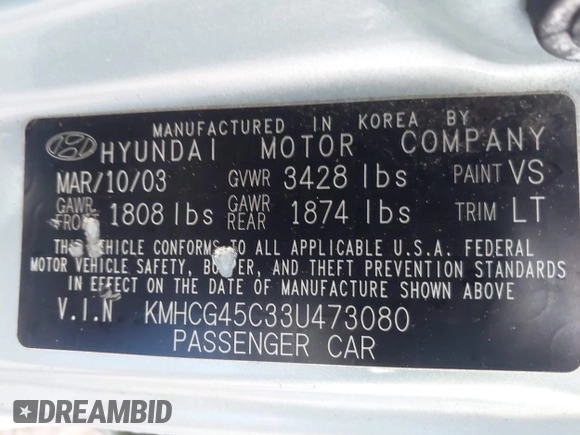 MANUFACTURED IN KOREA BY
HYUNDAI MOTOR COMPANY
MAR/10/03 GVWR 3428 lbs PAINT VS
GAWR FRONT 1808 lbs GAWR REAR 1874 lbs TRIM LT
THIS VEHICLE CONFORMS TO ALL APPLICABLE U.S.A. FEDERAL
MOTOR VEHICLE SAFETY, BUMPER, AND THEFT PREVENTION STANDARDS
IN EFFECT ON THE DATE OF MANUFACTURE SHOWN ABOVE
V.I.N KMHCG45C33U473080
PASSENGER CAR
DREAMBID